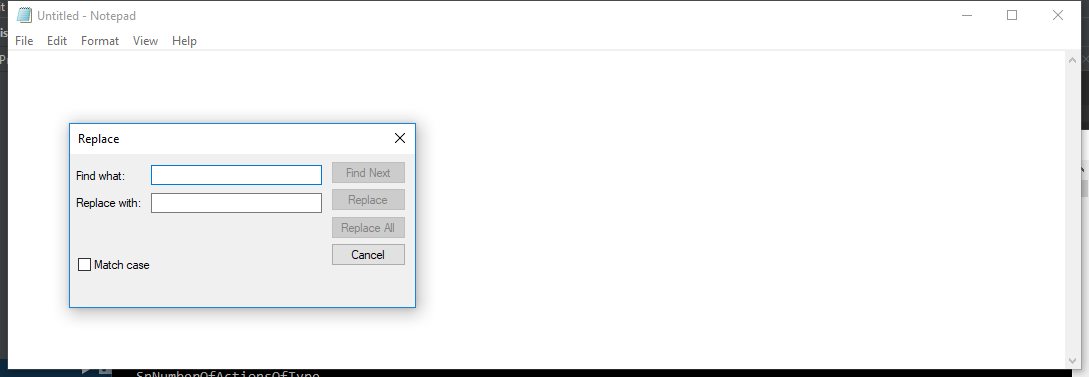 Untitled - Notepad
File Edit Format View Help
Replace
Find what: Find Next
Replace with: Replace
Replace All
Cancel
Match case
SpNumberOfActionsOfType